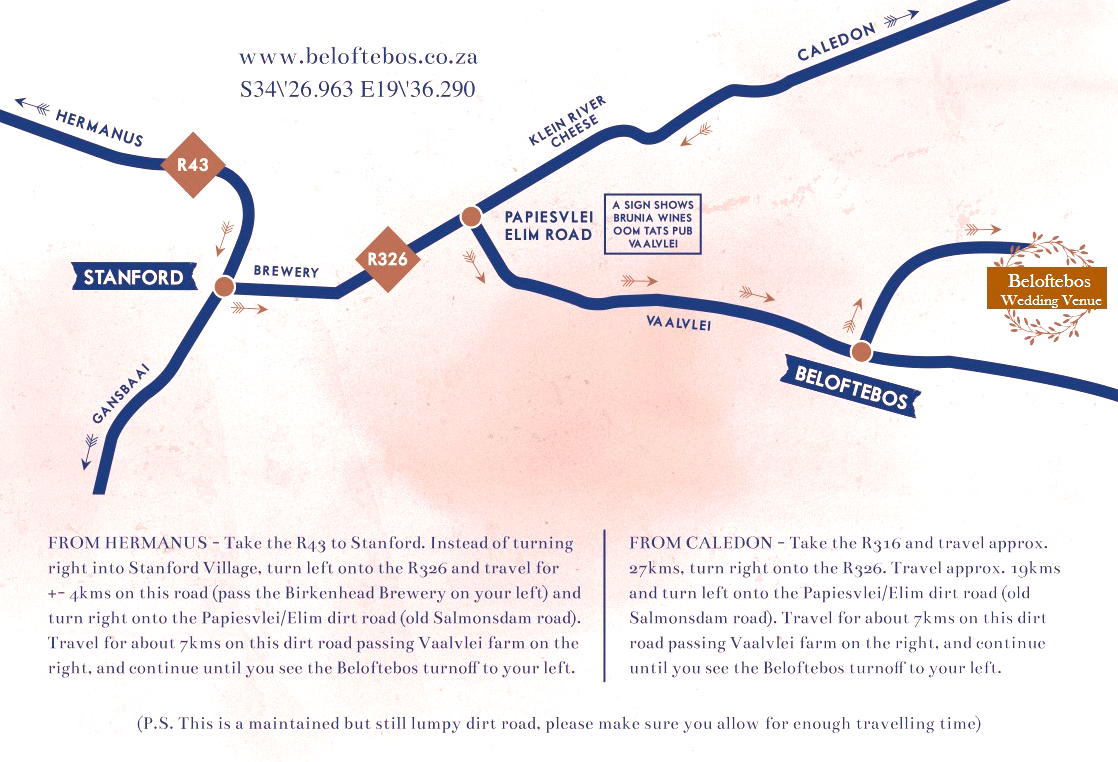 www.beloftebos.co.za
S34\'26.963 E19\'36.290
CALEDON
HERMANUS
KLEIN RIVER
CHEESE
R43
PAPIESVLEI
ELIM ROAD
A SIGN SHOWS
BRUNIA WINES
OOM TATS PUB
VAALVLEI
R326
STANFORD
BREWERY
Beloftebos
Wedding Venue
VAALVLEI
GANSBAAI
BELOFTEBOS
FROM HERMANUS - Take the R43 to Stanford. Instead of turning
right into Stanford Village, turn left onto the R326 and travel for
+- 4kms on this road (pass the Birkenhead Brewery on your left) and
turn right onto the Papiesvlei/Elim dirt road (old Salmonsdam road).
Travel for about 7kms on this dirt road passing Vaalvlei farm on the
right, and continue until you see the Beloftebos turnoff to your left.
FROM CALEDON - Take the R316 and travel approx.
27kms, turn right onto the R326. Travel approx. 19kms
and turn left onto the Papiesvlei/Elim dirt road (old
Salmonsdam road). Travel for about 7kms on this dirt
road passing Vaalvlei farm on the right, and continue
until you see the Beloftebos turnoff to your left.
(P.S. This is a maintained but still lumpy dirt road, please make sure you allow for enough travelling time)